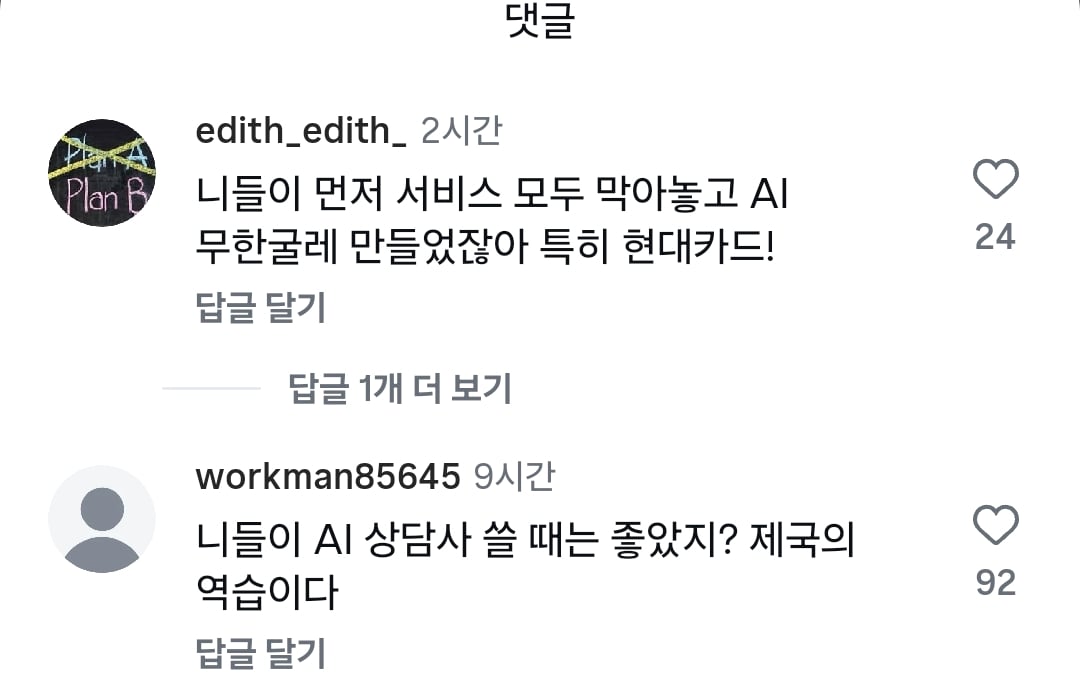 댓글
Plan A
Plan B
edith_edith_ 2시간
니들이 먼저 서비스 모두 막아놓고 AI
무한굴레 만들었잖아 특히 현대카드!
24
답글 달기
답글 1개 더 보기
workman85645 9시간
니들이 AI 상담사 쓸 때는 좋았지? 제국의
역습이다
92
답글 달기